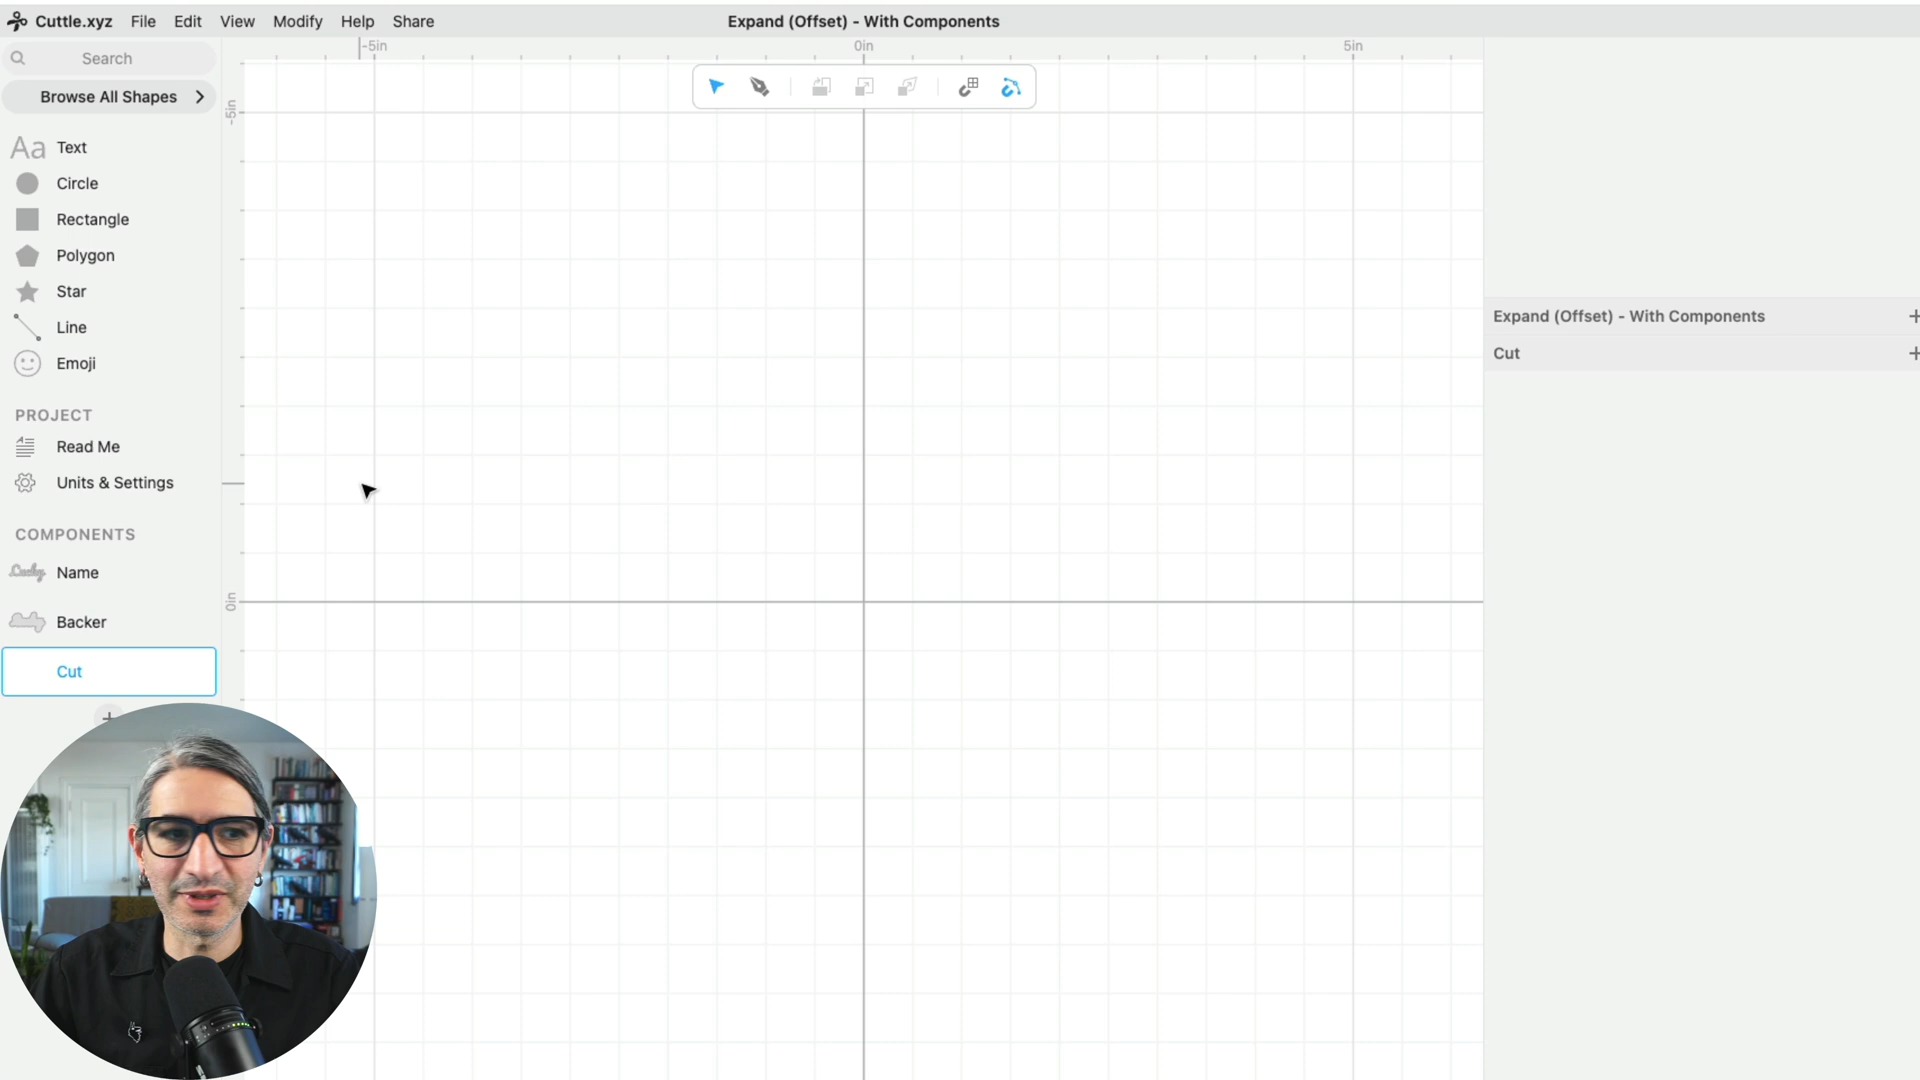 Cuttle.xyz File Edit View Modify Help Share
Expand (Offset) - With Components
Search
-5in 0in 5in
Browse All Shapes
-5in
Aa Text
Circle
Rectangle
Polygon
Star
Line
Expand (Offset) - With Components +
Cut +
Emoji
PROJECT
Read Me
Units & Settings
COMPONENTS
Lucky Name
0in
Backer
Cut
+